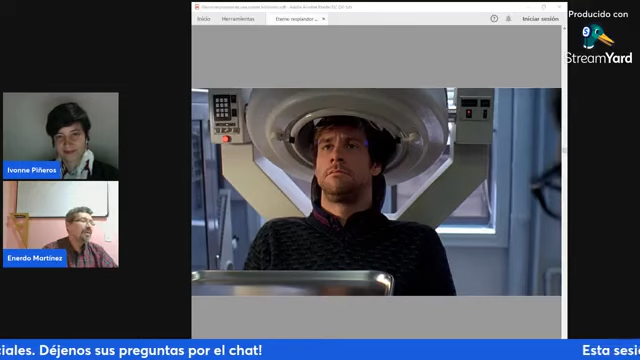 Inicio
Herramientas
Eterno resplandor ...
Iniciar sesión
Producido con
StreamYard
Ivonne Piñeros
Enerdo Martínez
ciales. Déjenos sus preguntas por el chat!
Esta sesió